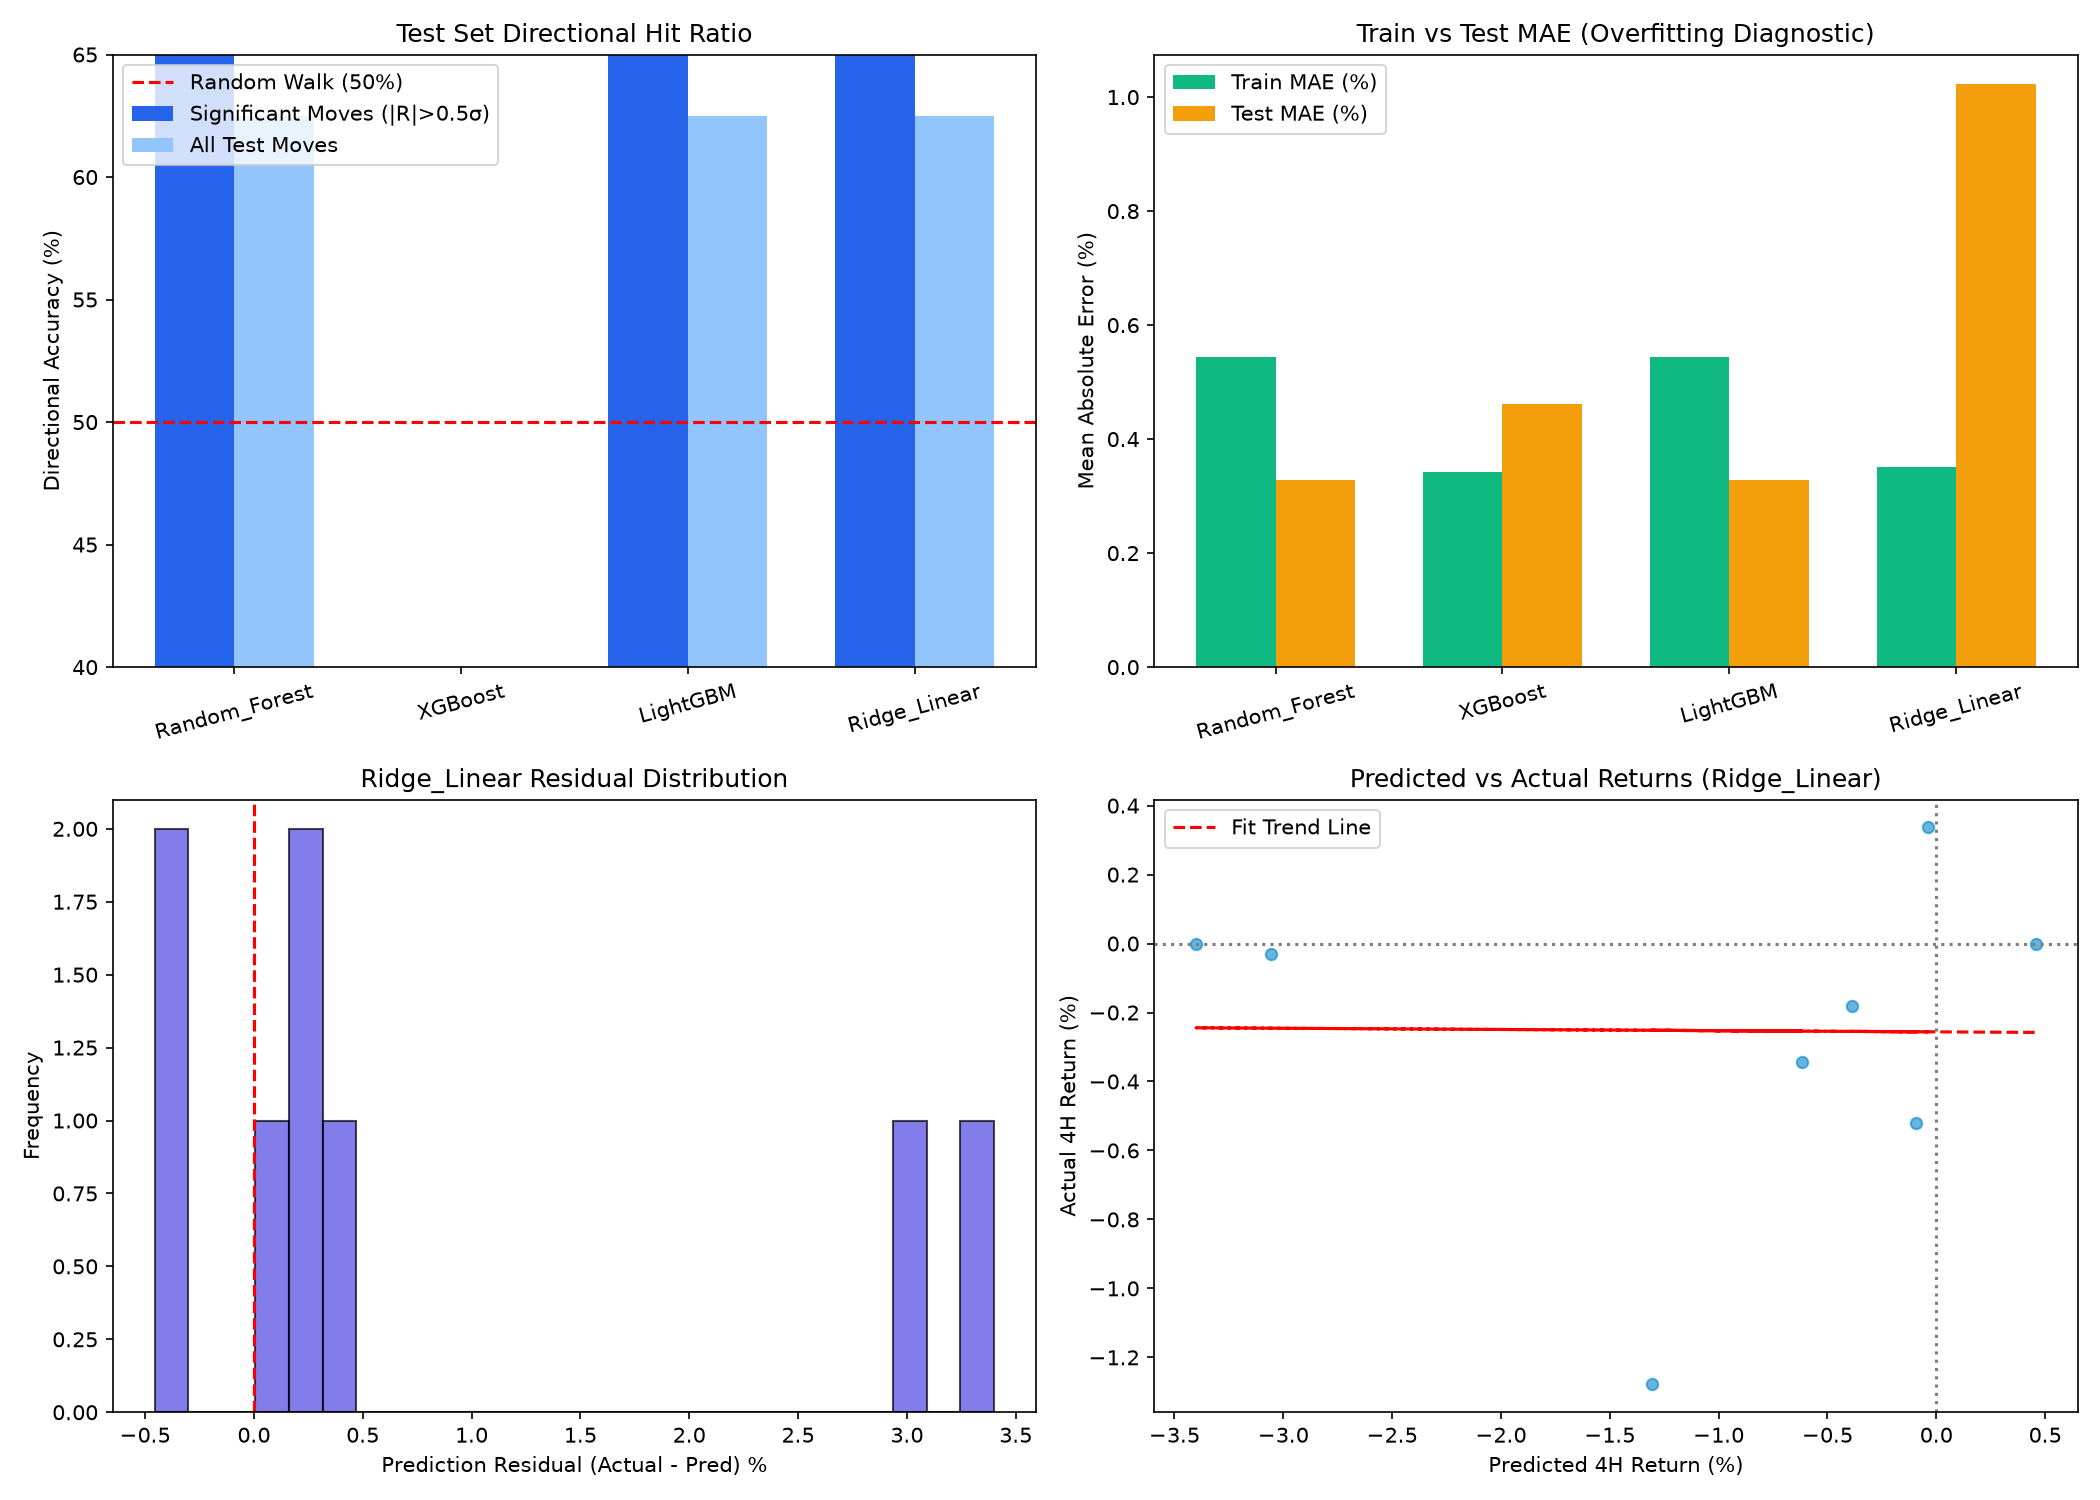 Test Set Directional Hit Ratio
Directional Accuracy (%)
65
60
55
50
45
40
Random Walk (50%)
Significant Moves (|R|>0.5σ)
All Test Moves
Random_Forest
XGBoost
LightGBM
Ridge_Linear
Train vs Test MAE (Overfitting Diagnostic)
Mean Absolute Error (%)
1.0
0.8
0.6
0.4
0.2
0.0
Train MAE (%)
Test MAE (%)
Random_Forest
XGBoost
LightGBM
Ridge_Linear
Ridge_Linear Residual Distribution
Frequency
2.00
1.75
1.50
1.25
1.00
0.75
0.50
0.25
0.00
−0.5
0.0
0.5
1.0
1.5
2.0
2.5
3.0
3.5
Prediction Residual (Actual - Pred) %
Predicted vs Actual Returns (Ridge_Linear)
Actual 4H Return (%)
0.4
0.2
0.0
−0.2
−0.4
−0.6
−0.8
−1.0
−1.2
Fit Trend Line
−3.5
−3.0
−2.5
−2.0
−1.5
−1.0
−0.5
0.0
0.5
Predicted 4H Return (%)